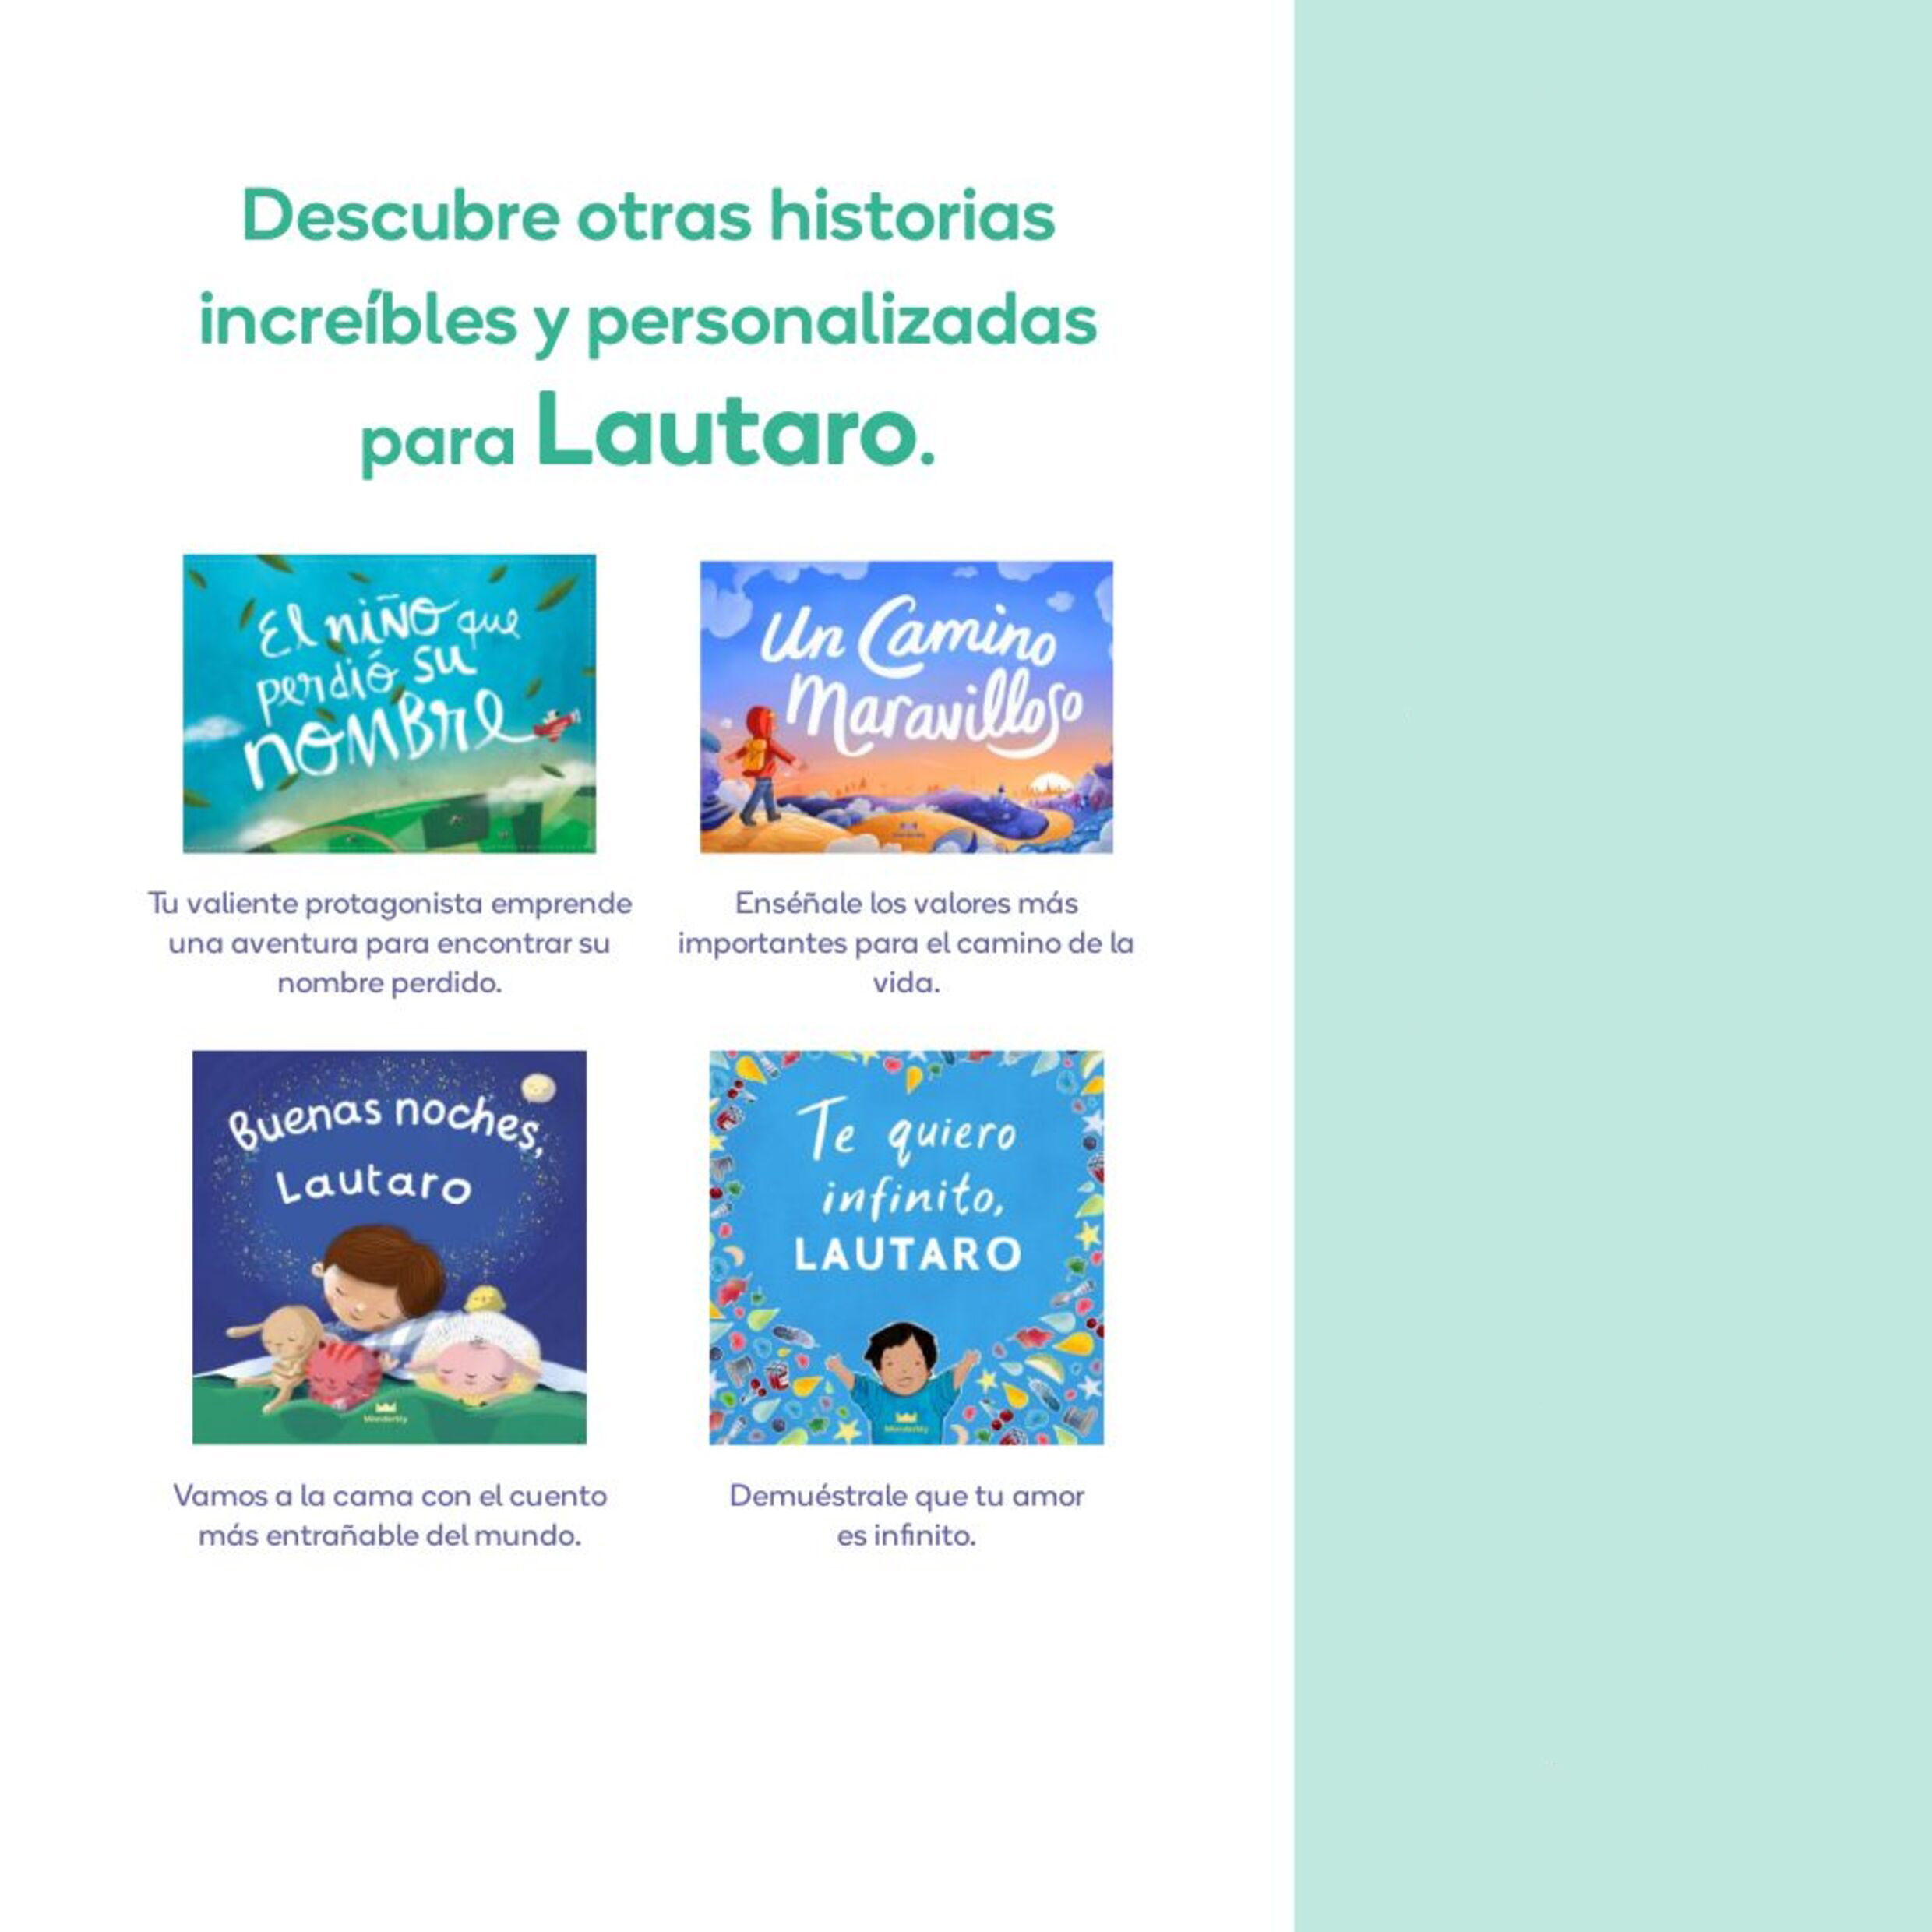 Descubre otras historias
increíbles y personalizadas
para Lautaro.
El niño que
perdió su
nombre
Un Camino
Maravilloso
Tu valiente protagonista emprende
una aventura para encontrar su
nombre perdido.
Enséñale los valores más
importantes para el camino de la
vida.
Buenas noches,
Lautaro
Wonderbly
Te quiero
infinito,
LAUTARO
Wonderbly
Vamos a la cama con el cuento
más entrañable del mundo.
Demuéstrale que tu amor
es infinito.